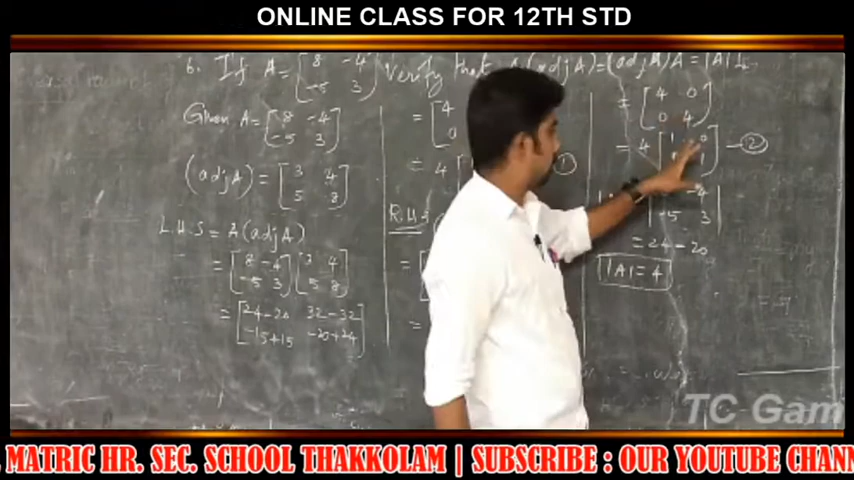 ONLINE CLASS FOR 12TH STD
6. If A = [8 -4
-5 3] Verify that A(adj A) = (adj A)A = |A| I
Given A = [8 -4
-5 3]
(adj A) = [3 4
5 8]
L.H.S = A(adj A)
= [8 -4
-5 3] [3 4
5 8]
= [24-20 32-32
-15+15 -20+24]
= [4
0
= 4 [
①
R.H.S
= [
=
= [4 0
0 4]
= 4 [1 0
1] — ②
-4
-5 3|
= 24 - 20
|A| = 4
TC Gam
MATRIC HR. SEC. SCHOOL THAKKOLAM | SUBSCRIBE : OUR YOUTUBE CHANN